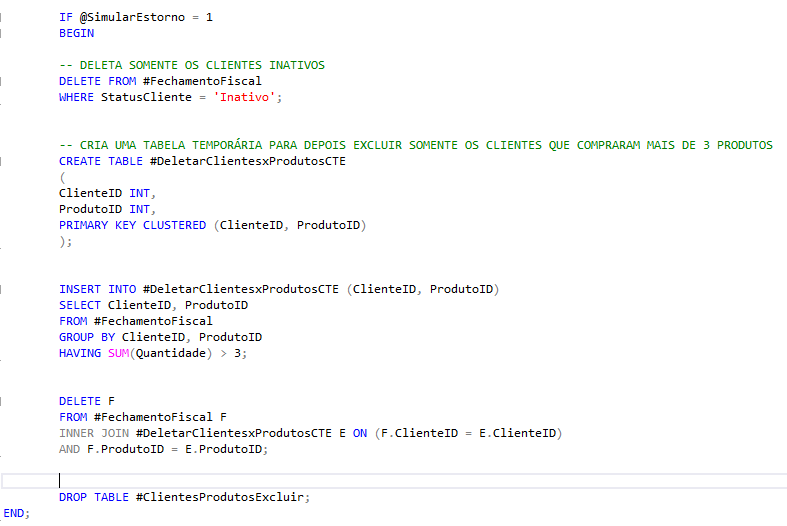 IF @SimularEstorno = 1
BEGIN
-- DELETA SOMENTE OS CLIENTES INATIVOS
DELETE FROM #FechamentoFiscal
WHERE StatusCliente = 'Inativo';
-- CRIA UMA TABELA TEMPORÁRIA PARA DEPOIS EXCLUIR SOMENTE OS CLIENTES QUE COMPRARAM MAIS DE 3 PRODUTOS
CREATE TABLE #DeletarClientesxProdutosCTE
(
ClienteID INT,
ProdutoID INT,
PRIMARY KEY CLUSTERED (ClienteID, ProdutoID)
);
INSERT INTO #DeletarClientesxProdutosCTE (ClienteID, ProdutoID)
SELECT ClienteID, ProdutoID
FROM #FechamentoFiscal
GROUP BY ClienteID, ProdutoID
HAVING SUM(Quantidade) > 3;
DELETE F
FROM #FechamentoFiscal F
INNER JOIN #DeletarClientesxProdutosCTE E ON (F.ClienteID = E.ClienteID)
AND F.ProdutoID = E.ProdutoID;
DROP TABLE #ClientesProdutosExcluir;
END;